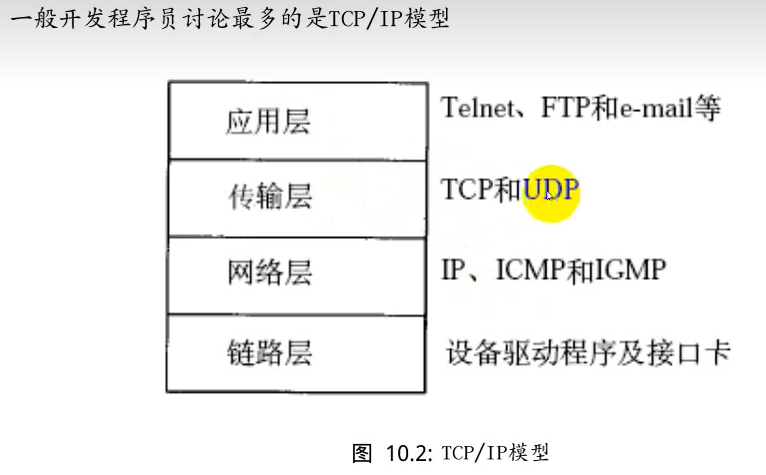 一般开发程序员讨论最多的是TCP/IP模型
应用层 Telnet、FTP和e-mail等
传输层 TCP和UDP
网络层 IP、ICMP和IGMP
链路层 设备驱动程序及接口卡
图 10.2: TCP/IP模型